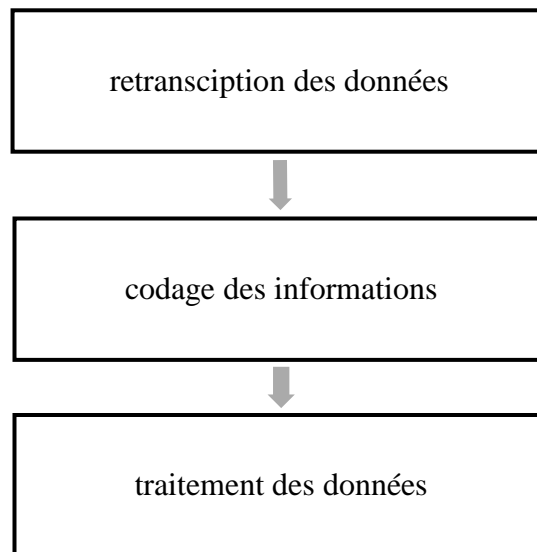 retransciption des données
codage des informations
traitement des données